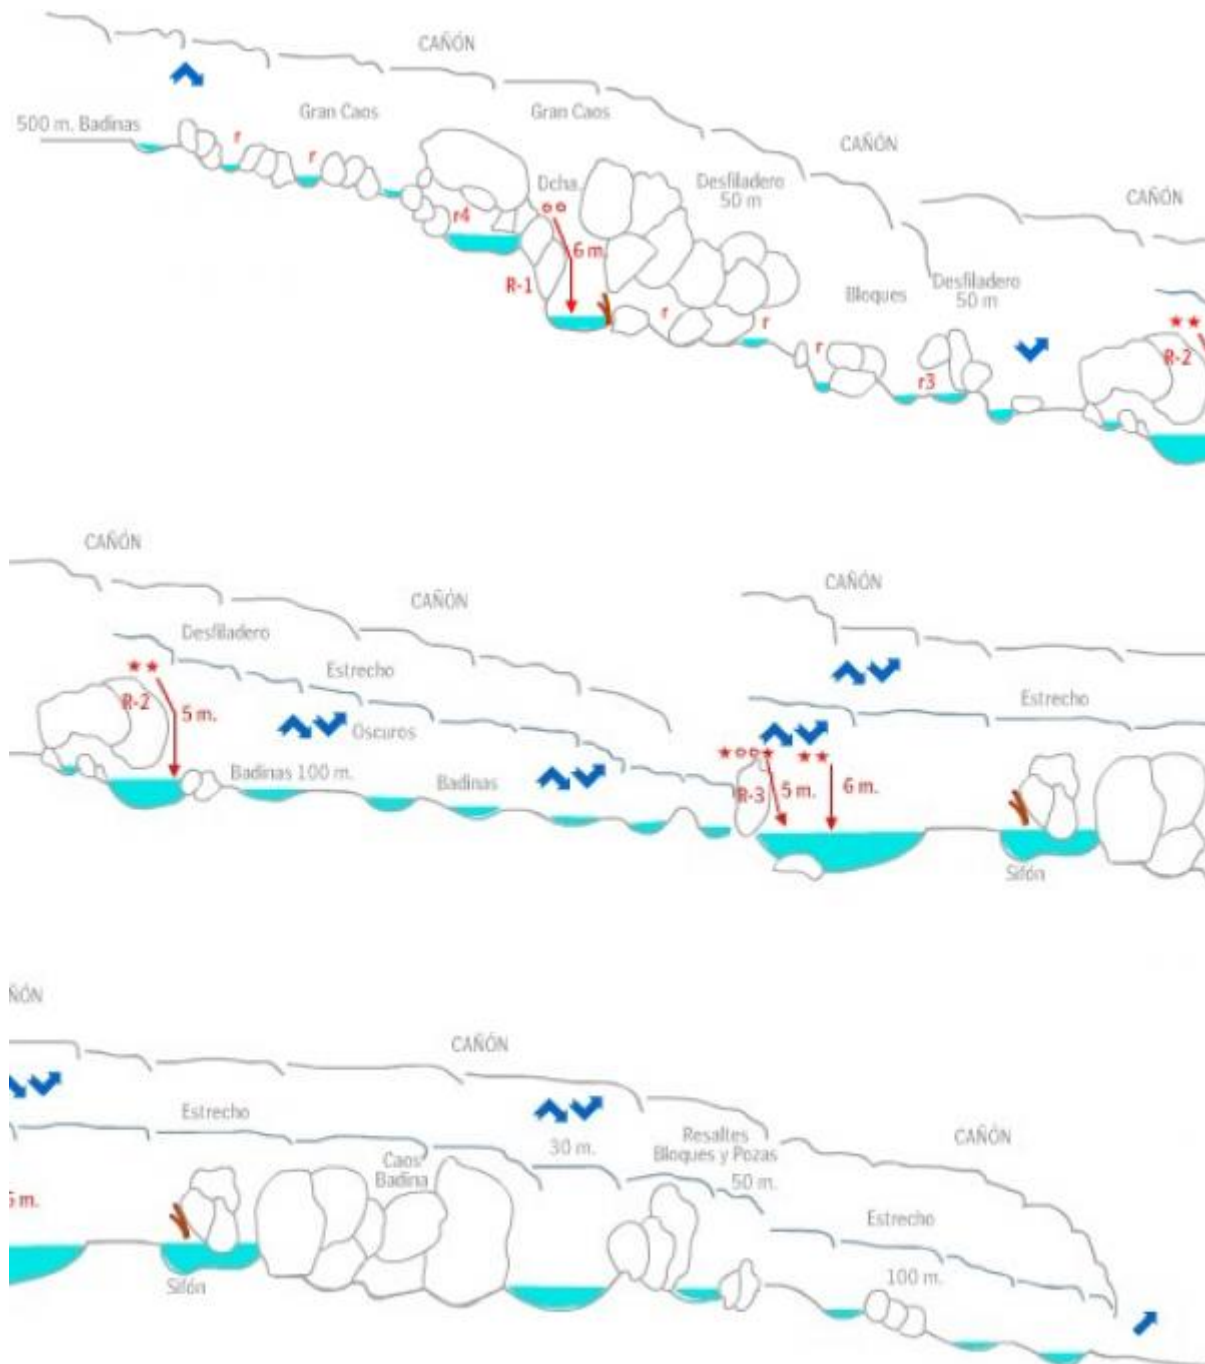 CAÑÓN
Gran Caos
Gran Caos
500 m. Badinas
CAÑÓN
r
r
Dcha.
Desfiladero
50 m
CAÑÓN
r4
6 m.
R-1
Bloques
Desfiladero
50 m
r
r
r
r3
R-2
CAÑÓN
CAÑÓN
CAÑÓN
Desfiladero
Estrecho
Estrecho
R-2
5 m.
Oscuros
Badinas 100 m.
Badinas
R-3
5 m.
6 m.
Sifón
ÑÓN
CAÑÓN
Estrecho
30 m.
Resaltes
Bloques y Pozas
50 m.
CAÑÓN
Caos
Badina
5 m.
Estrecho
Sifón
100 m.